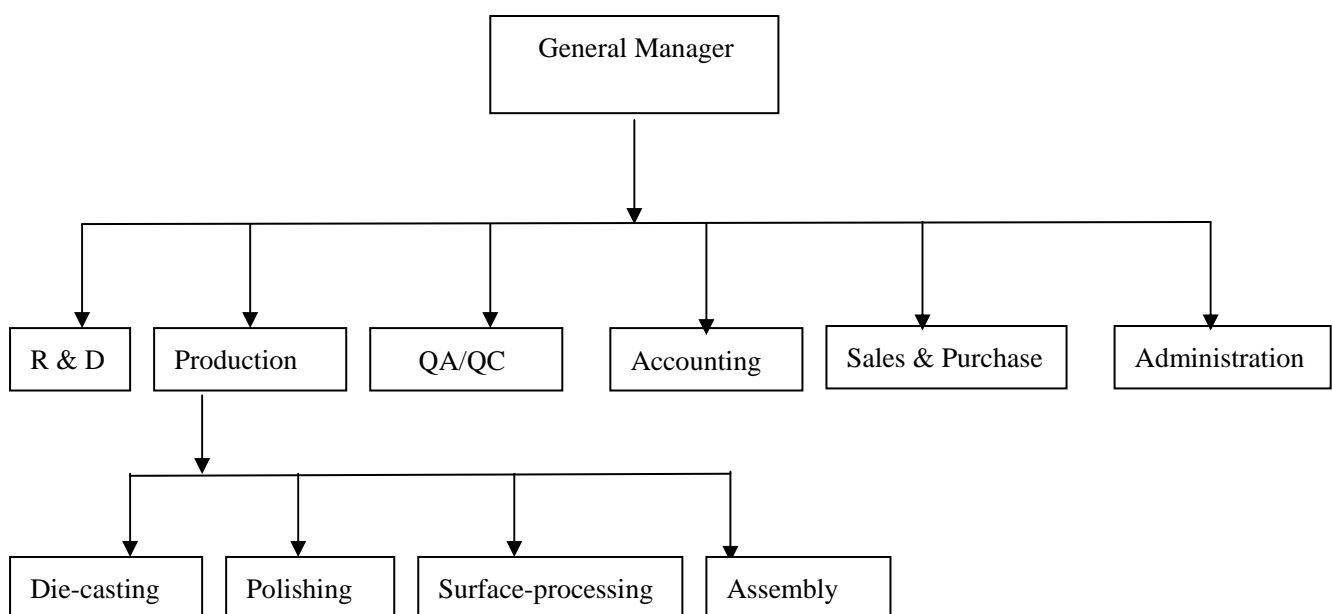 General Manager
R & D
Production
QA/QC
Accounting
Sales & Purchase
Administration
Die-casting
Polishing
Surface-processing
Assembly